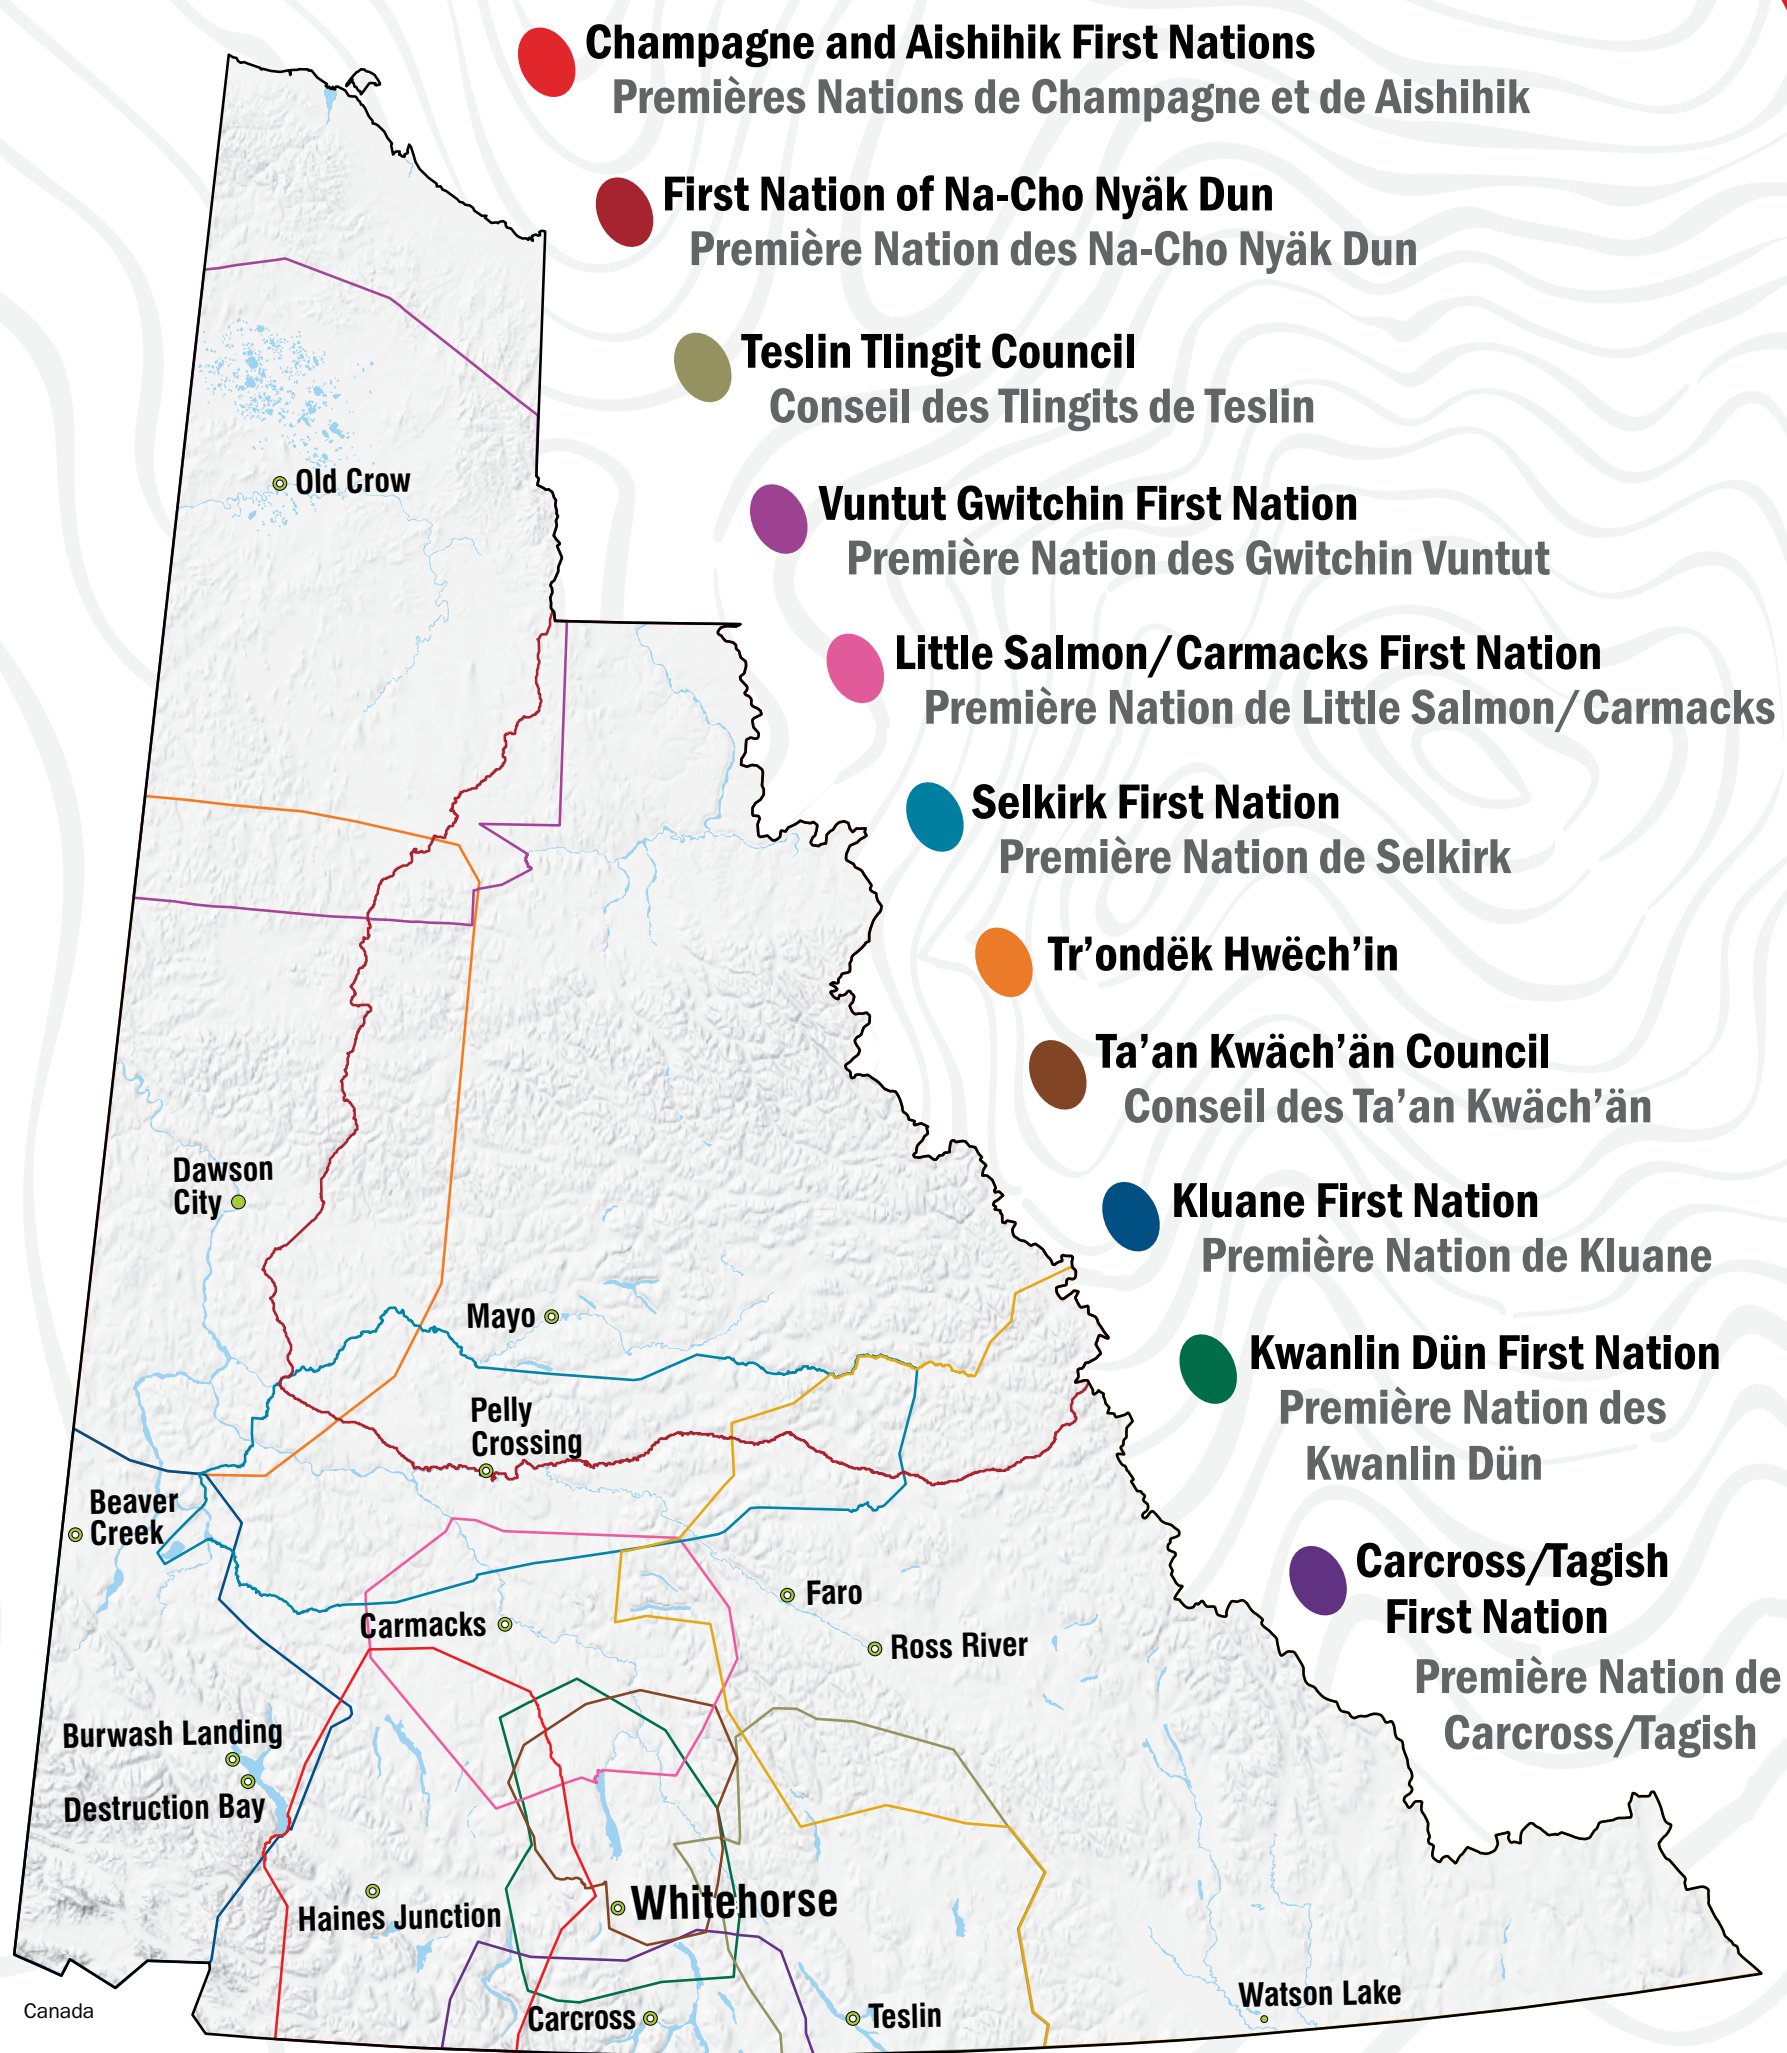 Champagne and Aishihik First Nations
Premières Nations de Champagne et de Aishihik
First Nation of Na-Cho Nyäk Dun
Première Nation des Na-Cho Nyäk Dun
Teslin Tlingit Council
Conseil des Tlingits de Teslin
Old Crow
Vuntut Gwitchin First Nation
Première Nation des Gwitchin Vuntut
Little Salmon/Carmacks First Nation
Première Nation de Little Salmon/Carmacks
Selkirk First Nation
Première Nation de Selkirk
Tr’ondëk Hwëch’in
Ta’an Kwäch’än Council
Conseil des Ta’an Kwäch’än
Dawson
City
Kluane First Nation
Première Nation de Kluane
Mayo
Kwanlin Dün First Nation
Première Nation des
Kwanlin Dün
Pelly
Crossing
Beaver
Creek
Carcross/Tagish
First Nation
Première Nation de
Carcross/Tagish
Faro
Carmacks
Ross River
Burwash Landing
Destruction Bay
Haines Junction
Whitehorse
Canada
Carcross
Teslin
Watson Lake